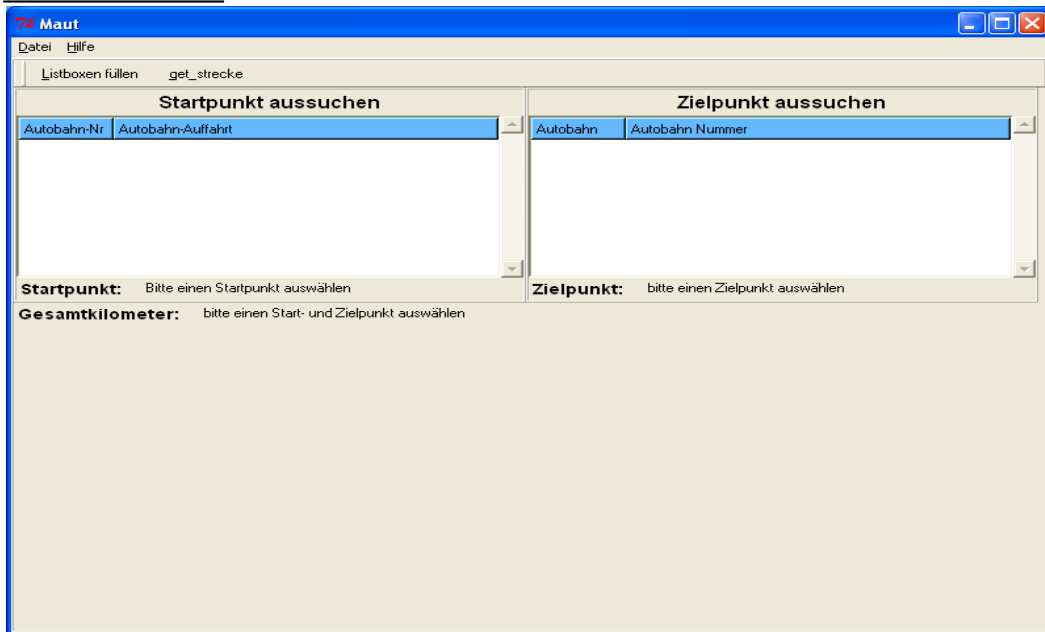 Maut
Datei Hilfe
Listboxen füllen get_strecke
Startpunkt aussuchen
Autobahn-Nr Autobahn-Auffahrt
Startpunkt: Bitte einen Startpunkt auswählen
Zielpunkt aussuchen
Autobahn Autobahn Nummer
Zielpunkt: bitte einen Zielpunkt auswählen
Gesamtkilometer: bitte einen Start- und Zielpunkt auswählen